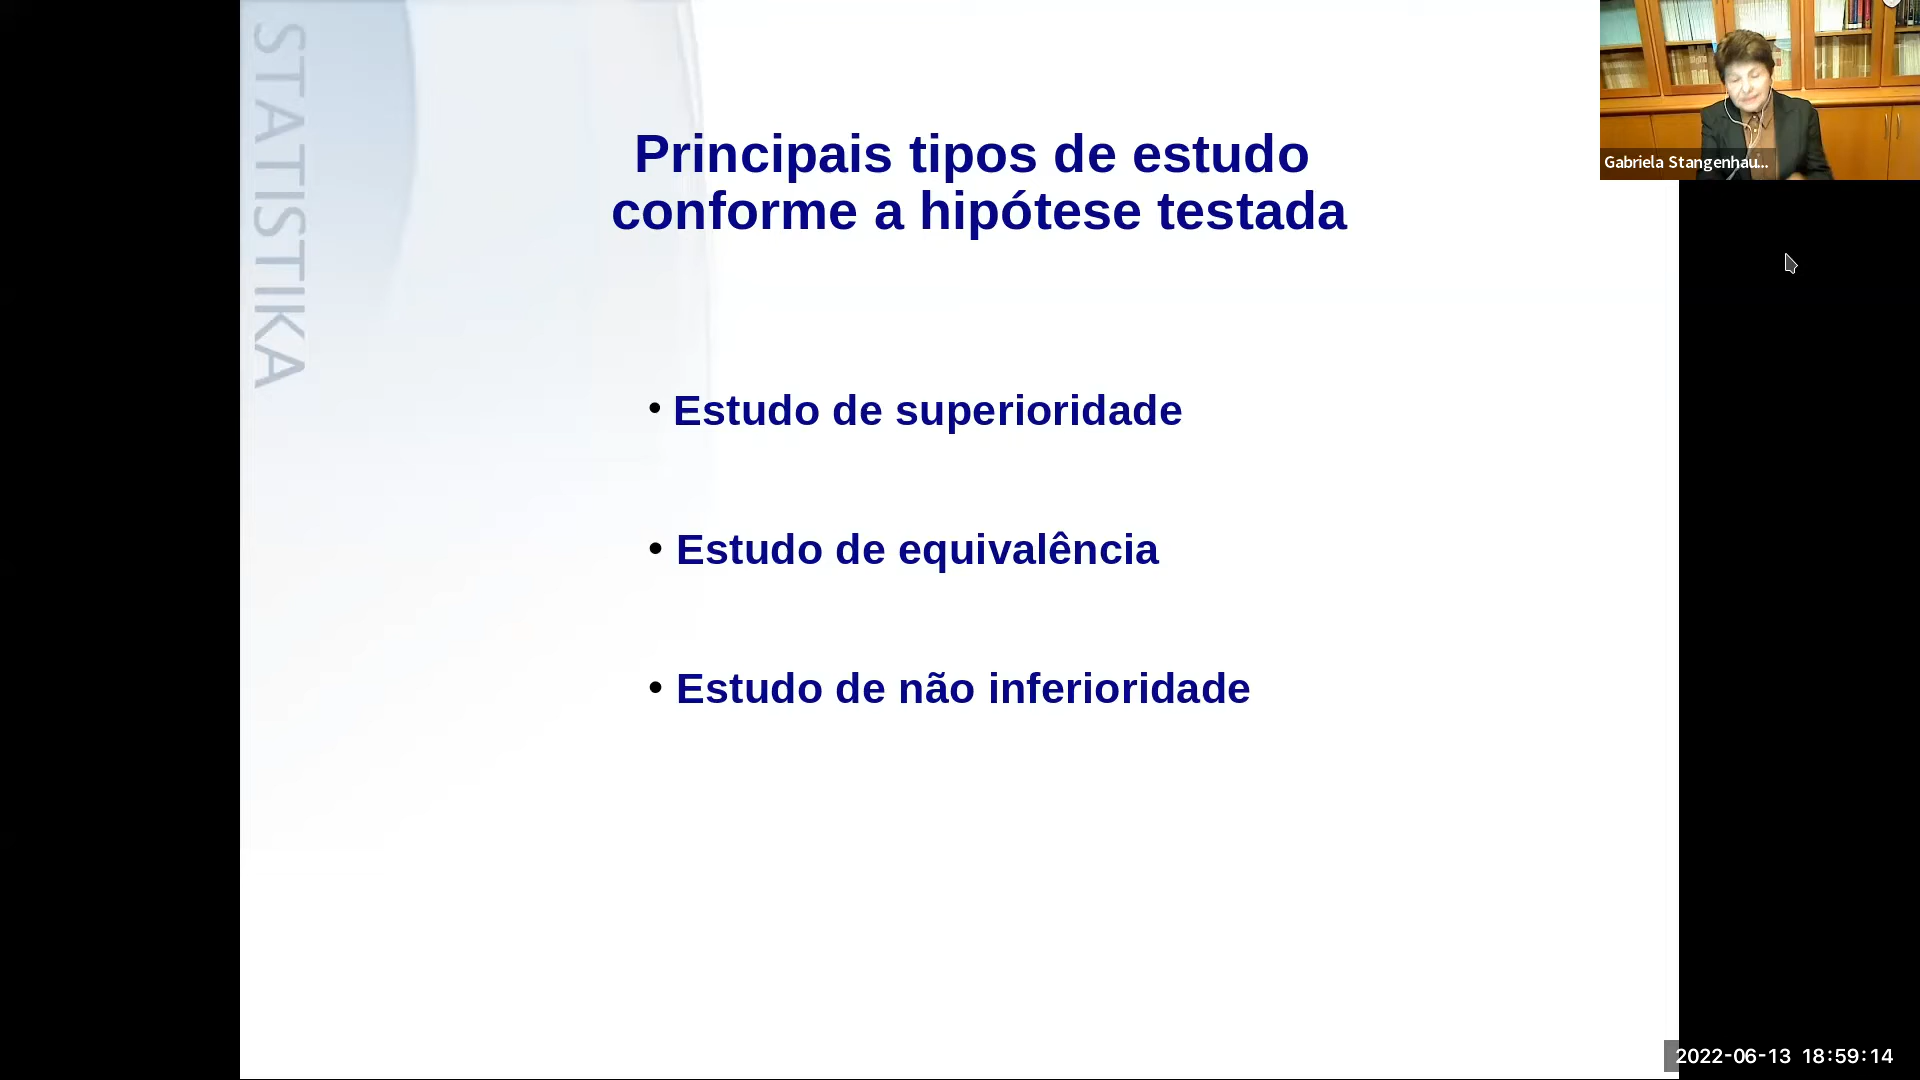 STATISTIKA
Principais tipos de estudo
conforme a hipótese testada
• Estudo de superioridade
• Estudo de equivalência
• Estudo de não inferioridade
Gabriela Stangenhau...
2022-06-13 18:59:14